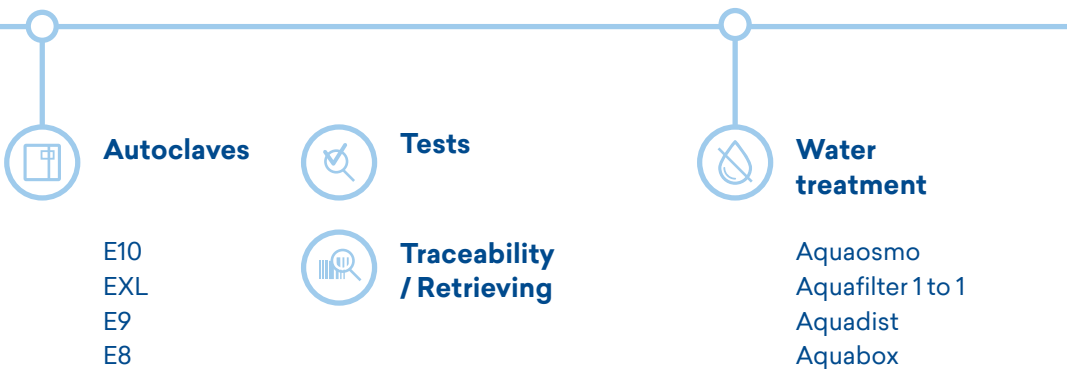 Autoclaves
E10
EXL
E9
E8
Tests
Traceability
/ Retrieving
Water
treatment
Aquaosmo
Aquafilter 1 to 1
Aquadist
Aquabox